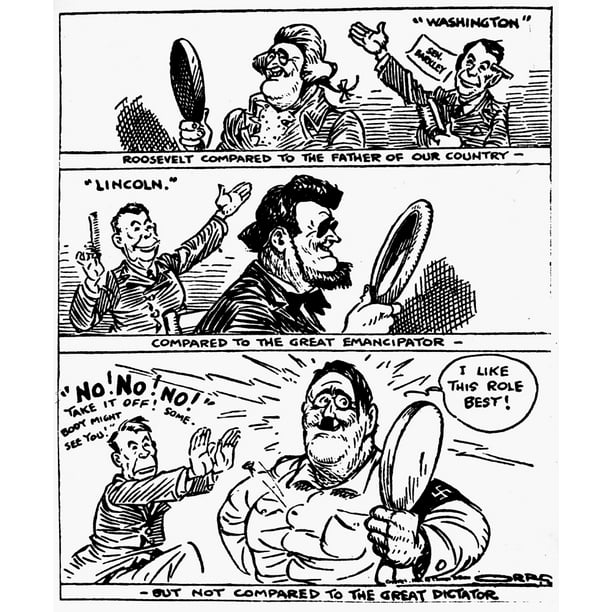 "WASHINGTON"
SEN. BARKLEY
ROOSEVELT COMPARED TO THE FATHER OF OUR COUNTRY —
"LINCOLN."
COMPARED TO THE GREAT EMANCIPATOR —
"NO! NO! NO!"
TAKE IT OFF! SOME-
BODY MIGHT
SEE YOU!"
I LIKE
THIS ROLE
BEST!
ORR
— BUT NOT COMPARED TO THE GREAT DICTATOR